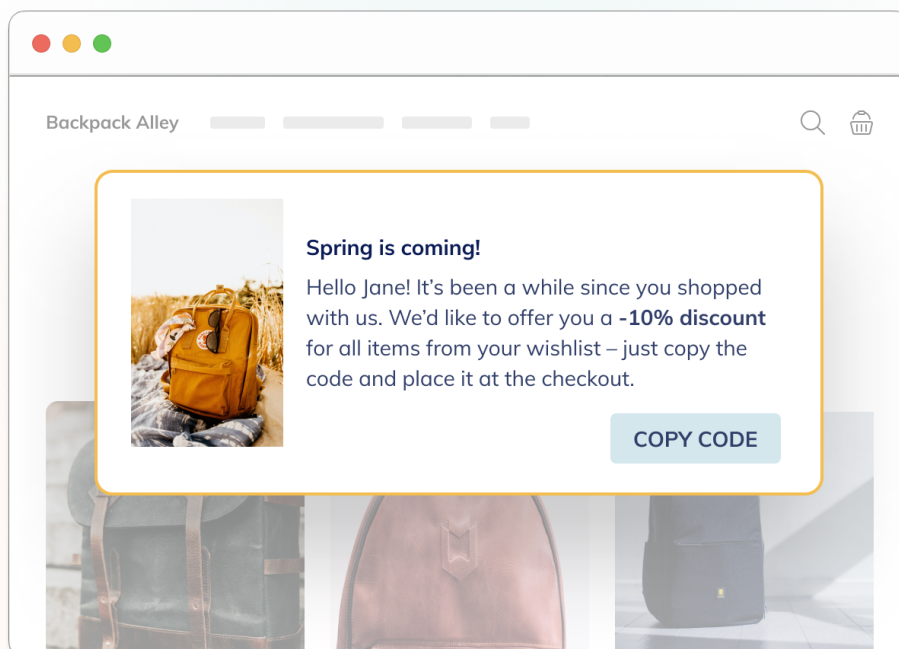 Backpack Alley
Spring is coming!
Hello Jane! It’s been a while since you shopped
with us. We’d like to offer you a -10% discount
for all items from your wishlist – just copy the
code and place it at the checkout.
COPY CODE